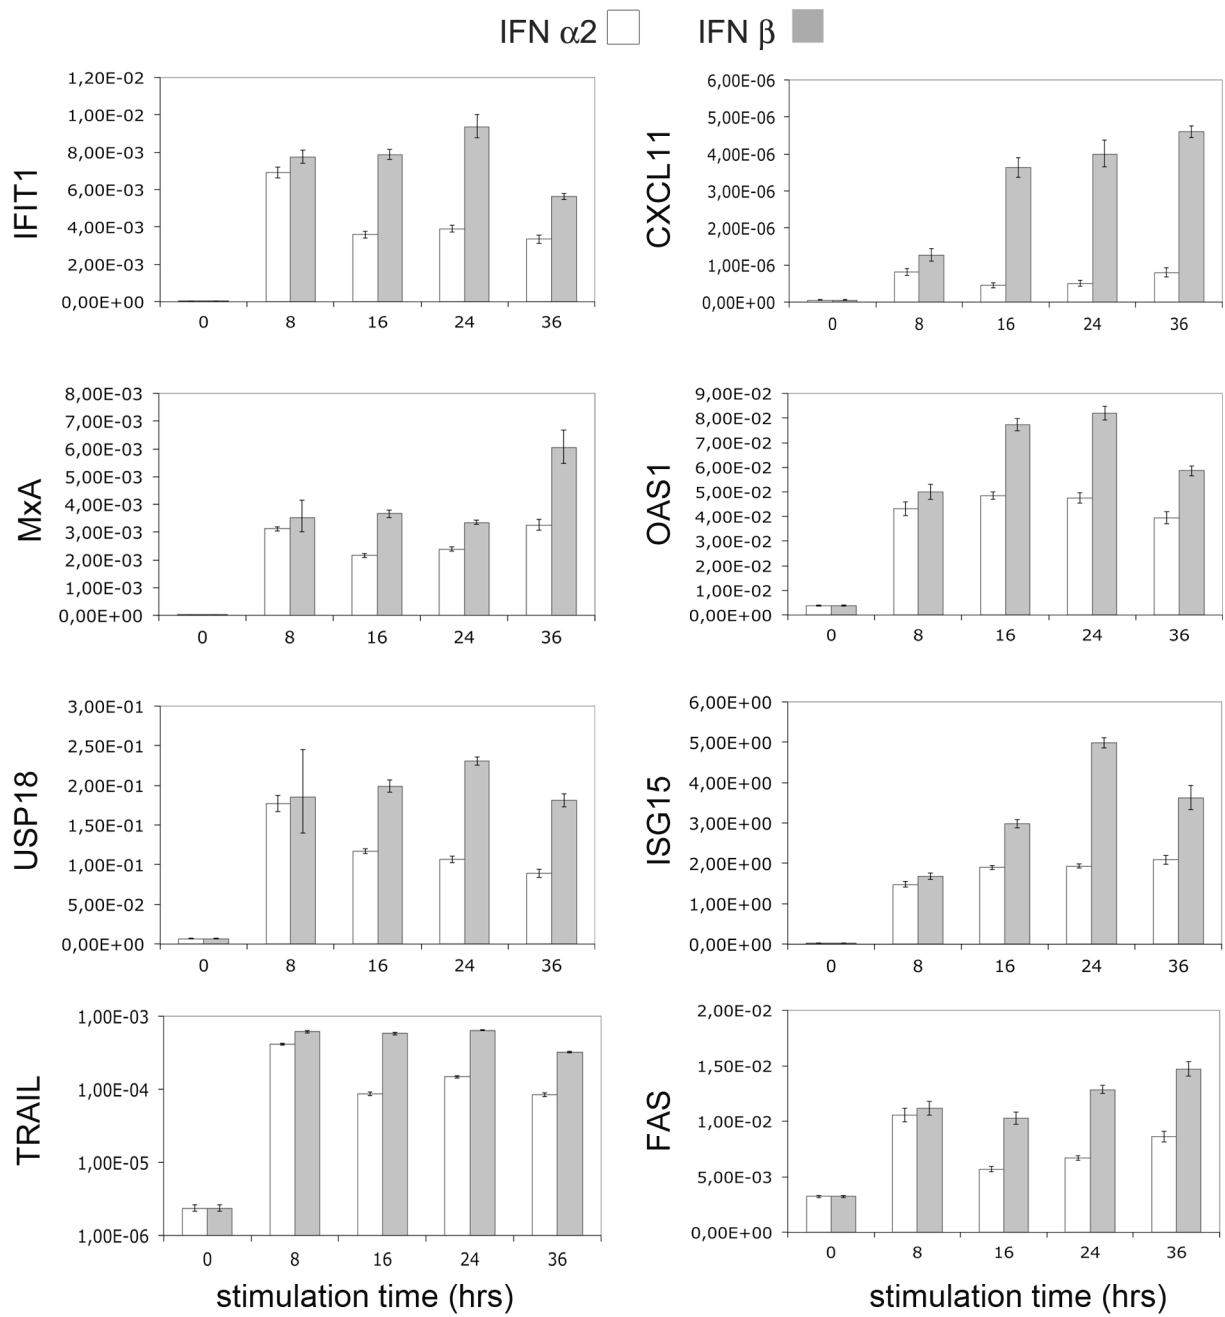 IFN α2 IFN β
IFIT1
1,20E-02
1,00E-02
8,00E-03
6,00E-03
4,00E-03
2,00E-03
0,00E+00
0 8 16 24 36
CXCL11
6,00E-06
5,00E-06
4,00E-06
3,00E-06
2,00E-06
1,00E-06
0,00E+00
0 8 16 24 36
MxA
8,00E-03
7,00E-03
6,00E-03
5,00E-03
4,00E-03
3,00E-03
2,00E-03
1,00E-03
0,00E+00
0 8 16 24 36
OAS1
9,00E-02
8,00E-02
7,00E-02
6,00E-02
5,00E-02
4,00E-02
3,00E-02
2,00E-02
1,00E-02
0,00E+00
0 8 16 24 36
USP18
3,00E-01
2,50E-01
2,00E-01
1,50E-01
1,00E-01
5,00E-02
0,00E+00
0 8 16 24 36
ISG15
6,00E+00
5,00E+00
4,00E+00
3,00E+00
2,00E+00
1,00E+00
0,00E+00
0 8 16 24 36
TRAIL
1,00E-03
1,00E-04
1,00E-05
1,00E-06
0 8 16 24 36
stimulation time (hrs)
FAS
2,00E-02
1,50E-02
1,00E-02
5,00E-03
0,00E+00
0 8 16 24 36
stimulation time (hrs)